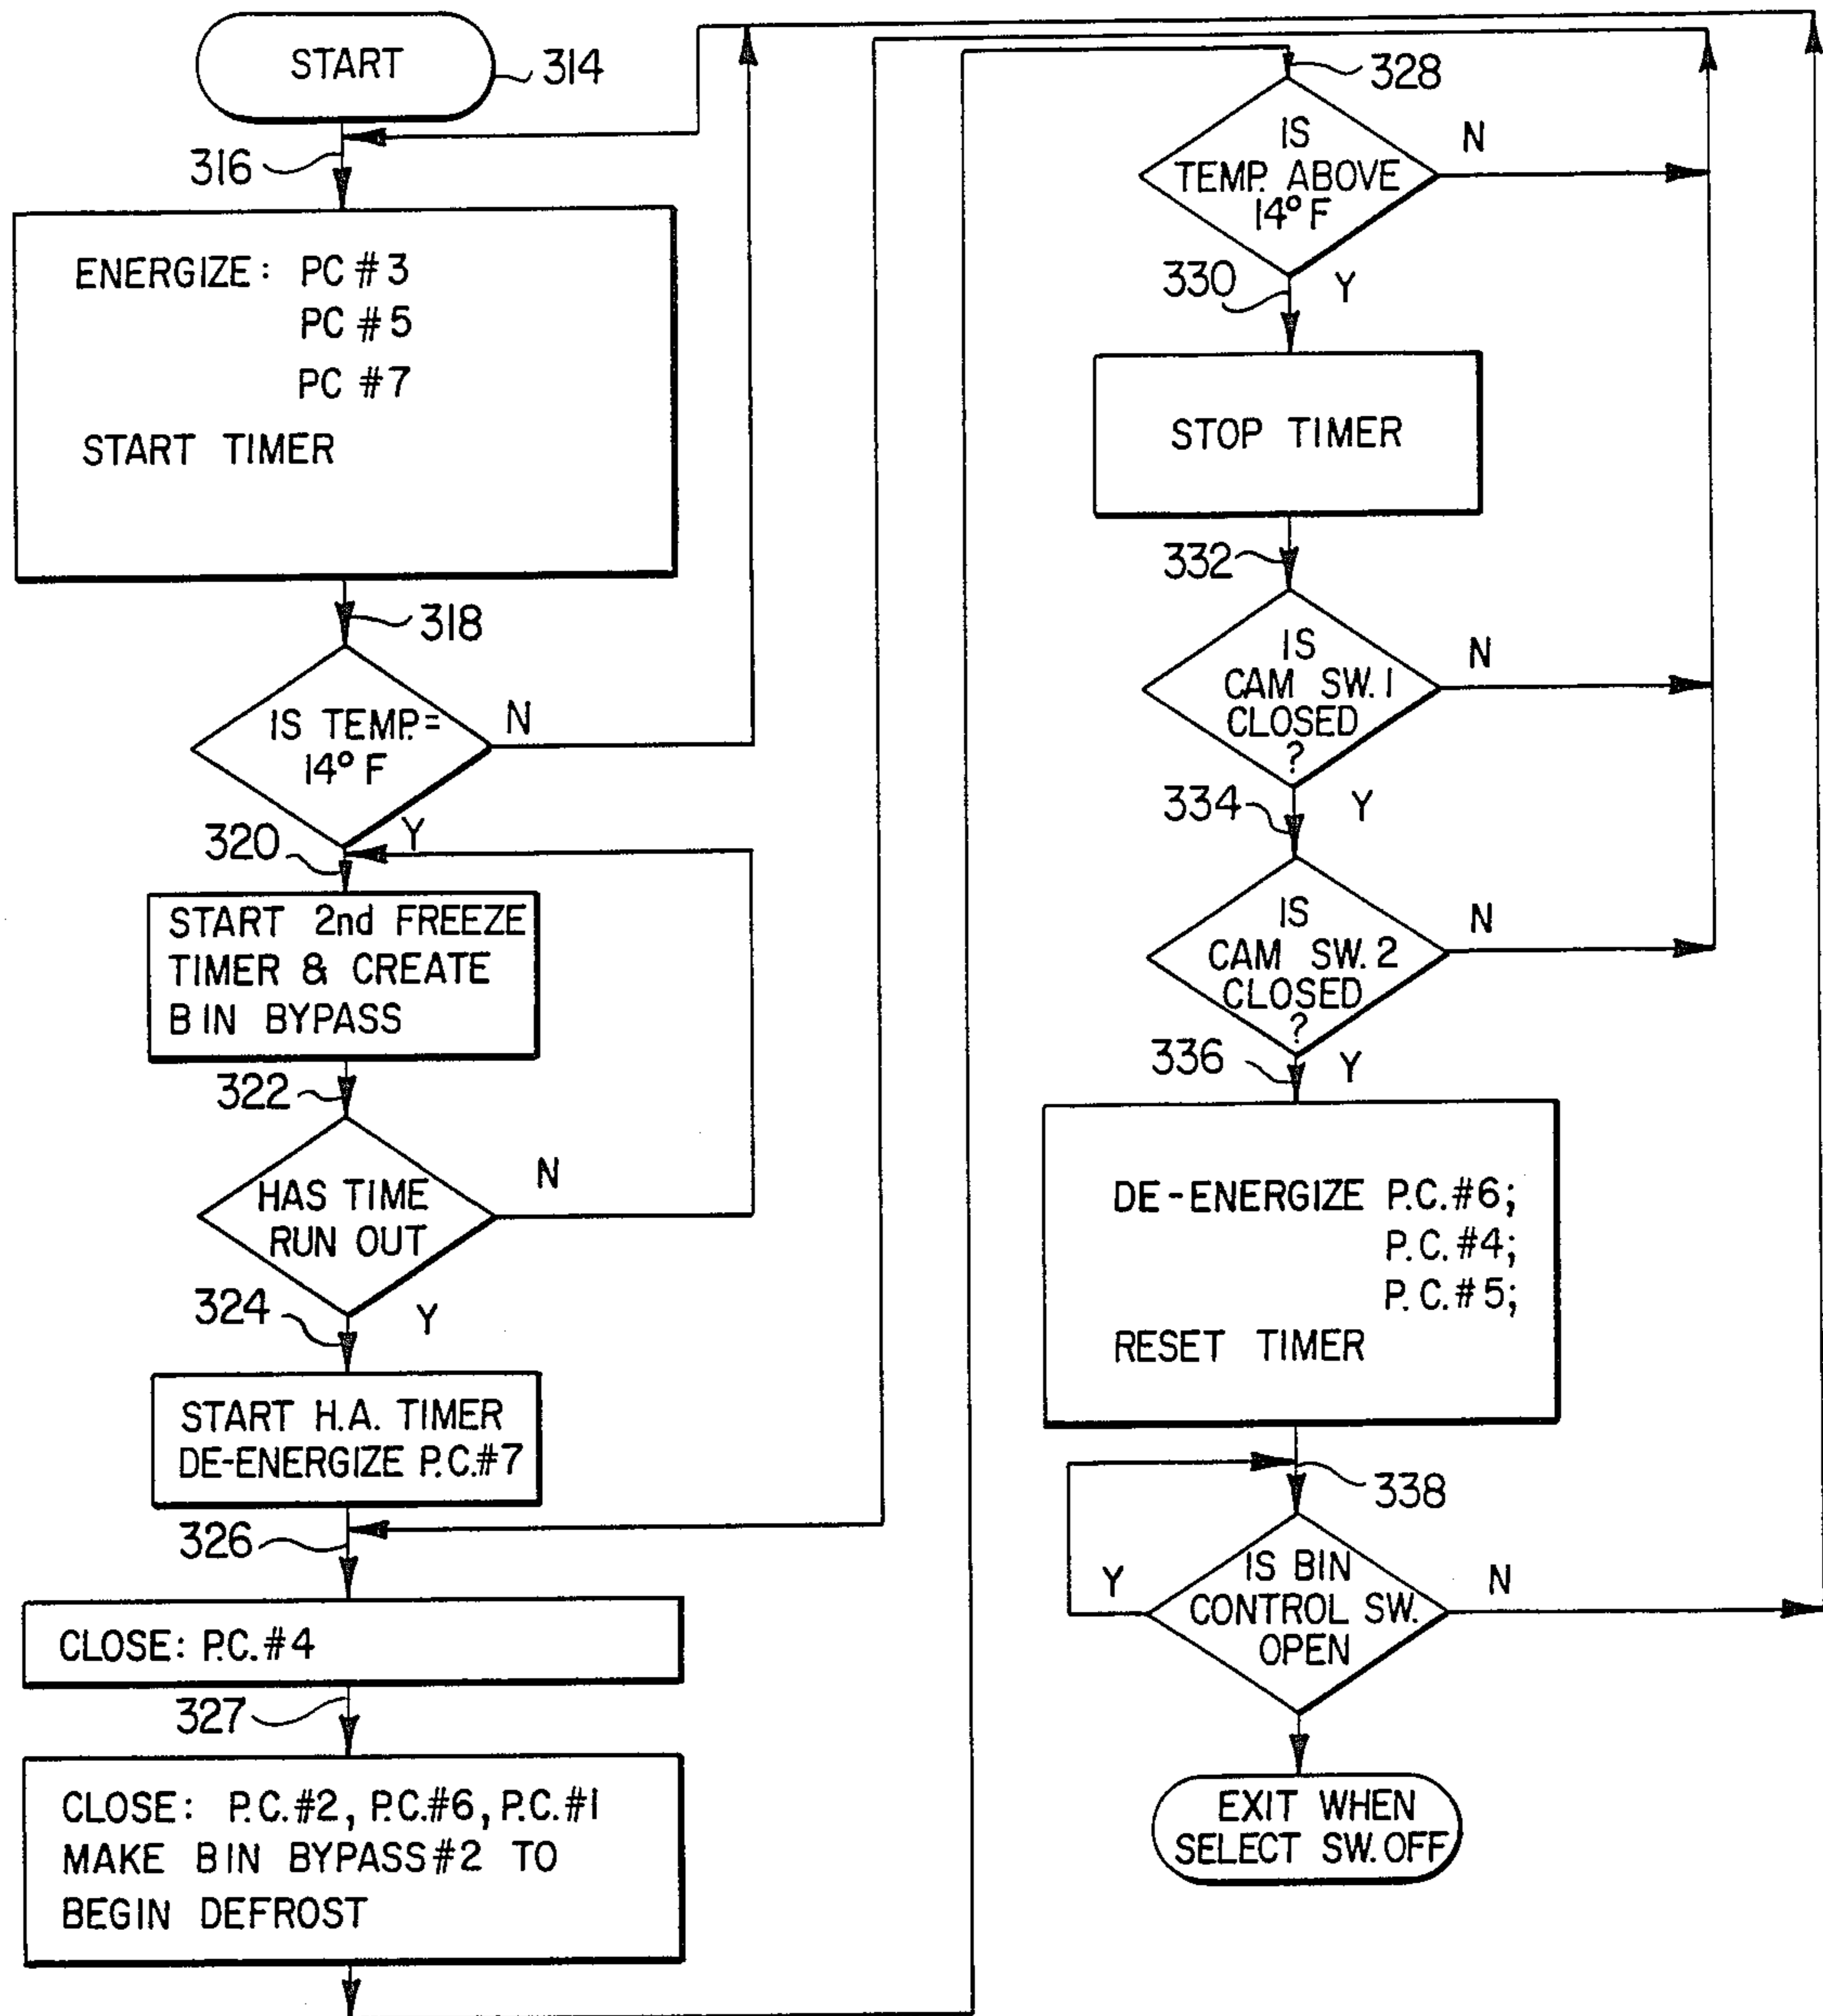 START
314
316
ENERGIZE: PC #3
PC #5
PC #7
START TIMER
318
IS TEMP.=
14° F
N
Y
320
START 2nd FREEZE
TIMER & CREATE
BIN BYPASS
322
HAS TIME
RUN OUT
N
324
Y
START H.A. TIMER
DE-ENERGIZE P.C.#7
326
CLOSE: P.C.#4
327
CLOSE: P.C.#2, P.C.#6, P.C.#1
MAKE BIN BYPASS#2 TO
BEGIN DEFROST
328
IS
TEMP. ABOVE
14° F
N
330
Y
STOP TIMER
332
IS
CAM SW. 1
CLOSED
?
N
334
Y
IS
CAM SW. 2
CLOSED
?
N
336
Y
DE-ENERGIZE P.C.#6;
P.C.#4;
P.C.#5;
RESET TIMER
338
IS BIN
CONTROL SW.
OPEN
Y
N
EXIT WHEN
SELECT SW. OFF